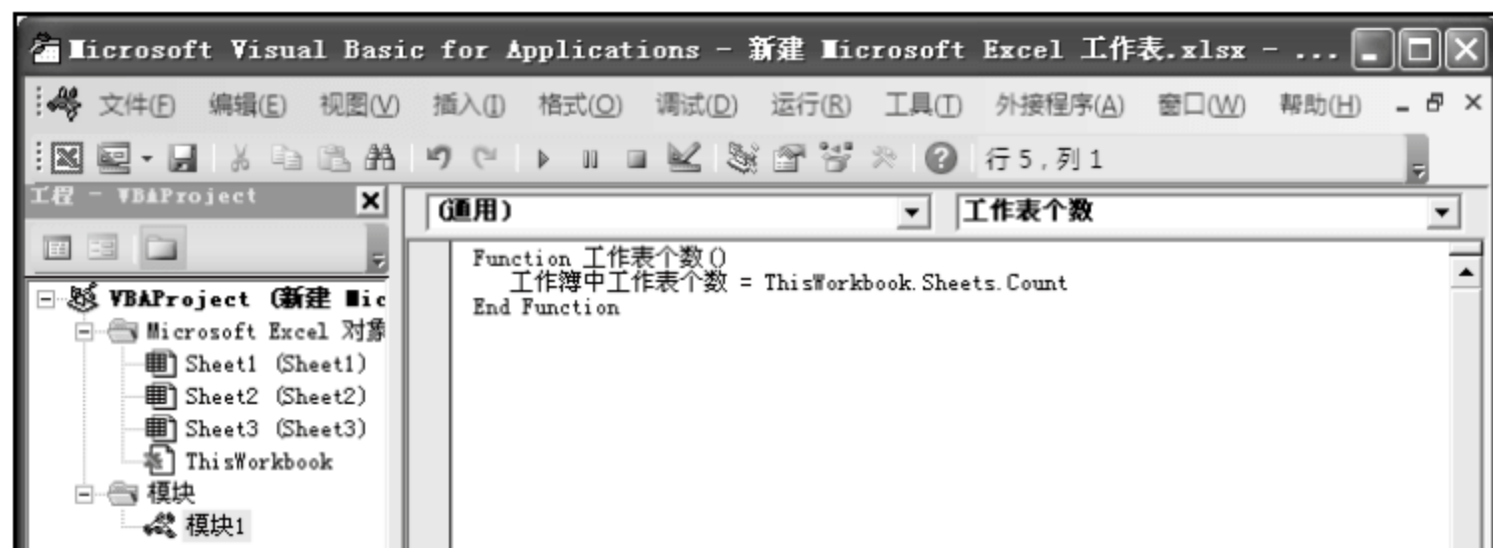 Microsoft Visual Basic for Applications - 新建 Microsoft Excel 工作表.xlsx - ...
文件(F) 编辑(E) 视图(V) 插入(I) 格式(O) 调试(D) 运行(R) 工具(T) 外接程序(A) 窗口(W) 帮助(H)
行 5，列 1
工程 - VBAProject
(通用) 工作表个数
Function 工作表个数()
工作簿中工作表个数 = ThisWorkbook.Sheets.Count
End Function
VBAProject (新建 Mic
Microsoft Excel 对象
Sheet1 (Sheet1)
Sheet2 (Sheet2)
Sheet3 (Sheet3)
ThisWorkbook
模块
模块1